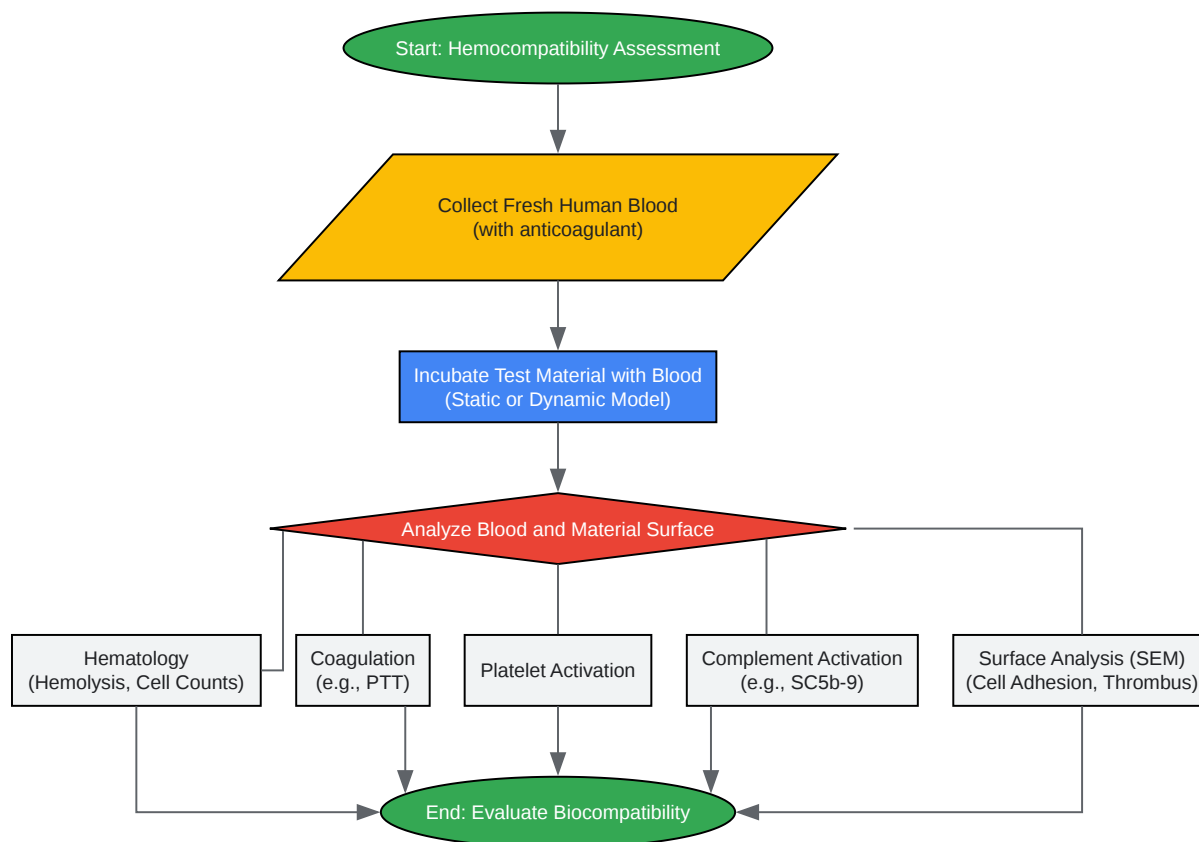 Start: Hemocompatibility Assessment
Collect Fresh Human Blood
(with anticoagulant)
Incubate Test Material with Blood
(Static or Dynamic Model)
Analyze Blood and Material Surface
Hematology
(Hemolysis, Cell Counts)
Coagulation
(e.g., PTT)
Platelet Activation
Complement Activation
(e.g., SC5b-9)
Surface Analysis (SEM)
(Cell Adhesion, Thrombus)
End: Evaluate Biocompatibility